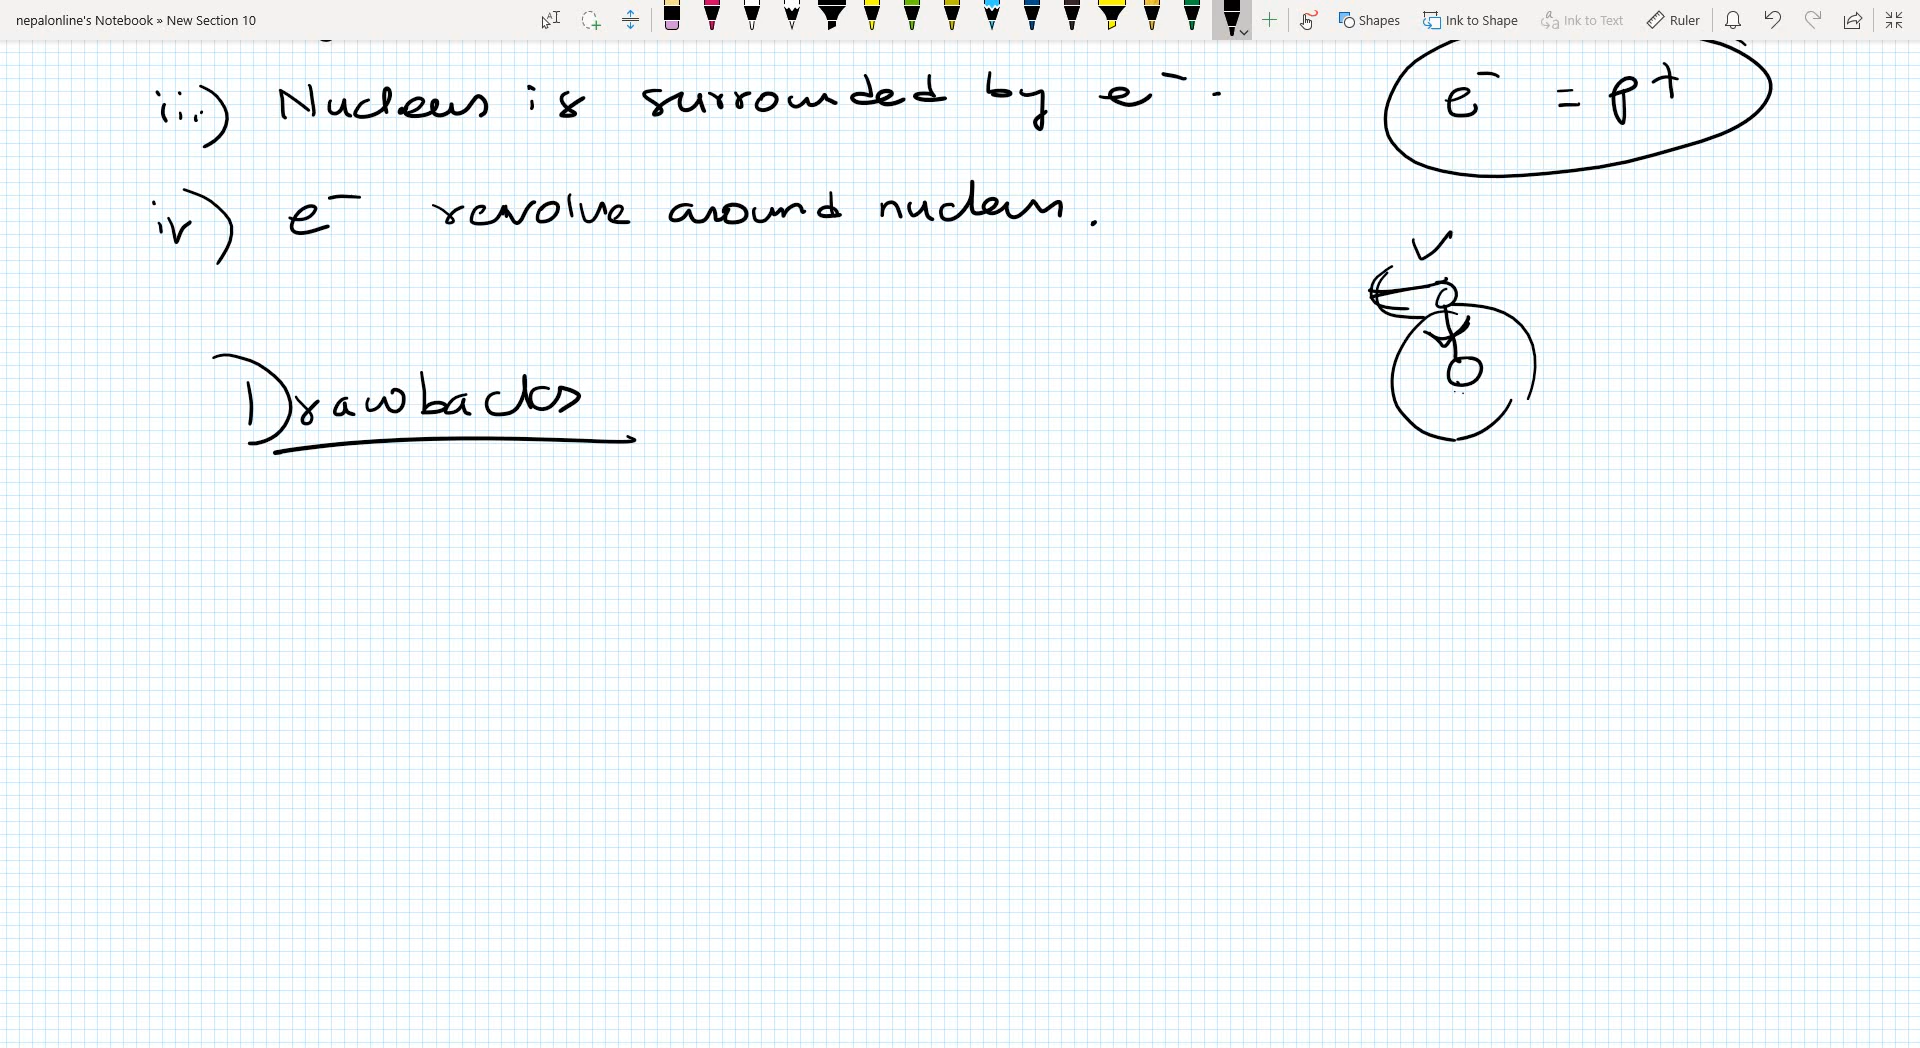 nepalonline's Notebook » New Section 10
Shapes
Ink to Shape
Ink to Text
Ruler
iii) Nucleus is surrounded by e⁻.
e⁻ = p⁺
iv) e⁻ revolve around nucleus.
V
Drawbacks